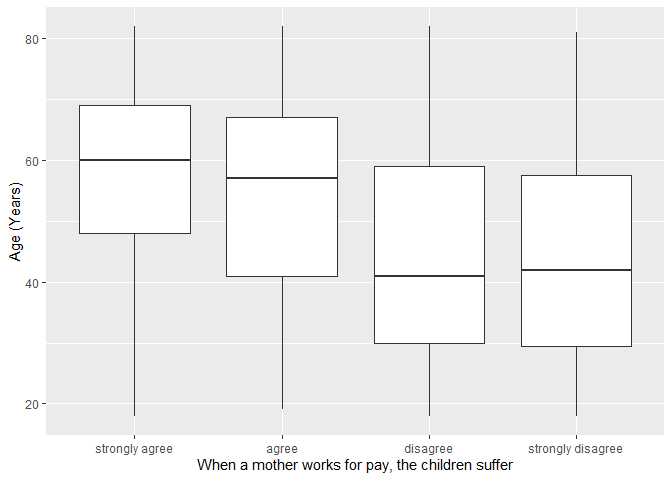 80
60
40
20
Age (Years)
strongly agree
agree
disagree
strongly disagree
When a mother works for pay, the children suffer